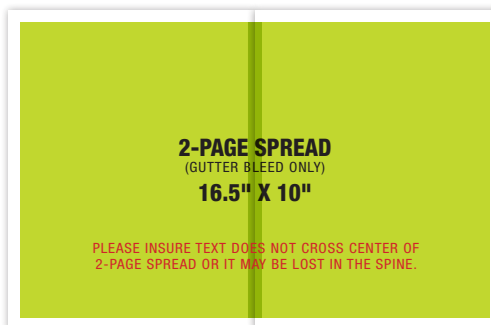 2-PAGE SPREAD
(GUTTER BLEED ONLY)
16.5" X 10"
PLEASE INSURE TEXT DOES NOT CROSS CENTER OF
2-PAGE SPREAD OR IT MAY BE LOST IN THE SPINE.